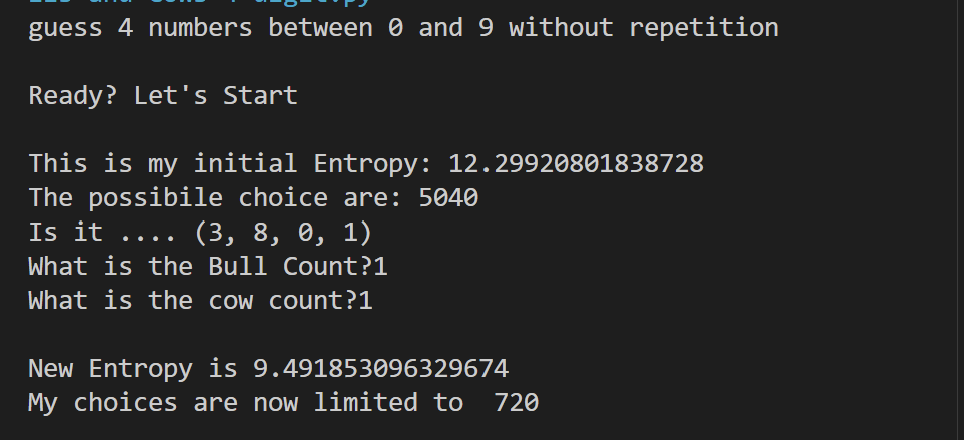 guess 4 numbers between 0 and 9 without repetition
Ready? Let's Start
This is my initial Entropy: 12.29920801838728
The possibile choice are: 5040
Is it .... (3, 8, 0, 1)
What is the Bull Count?1
What is the cow count?1
New Entropy is 9.491853096329674
My choices are now limited to  720